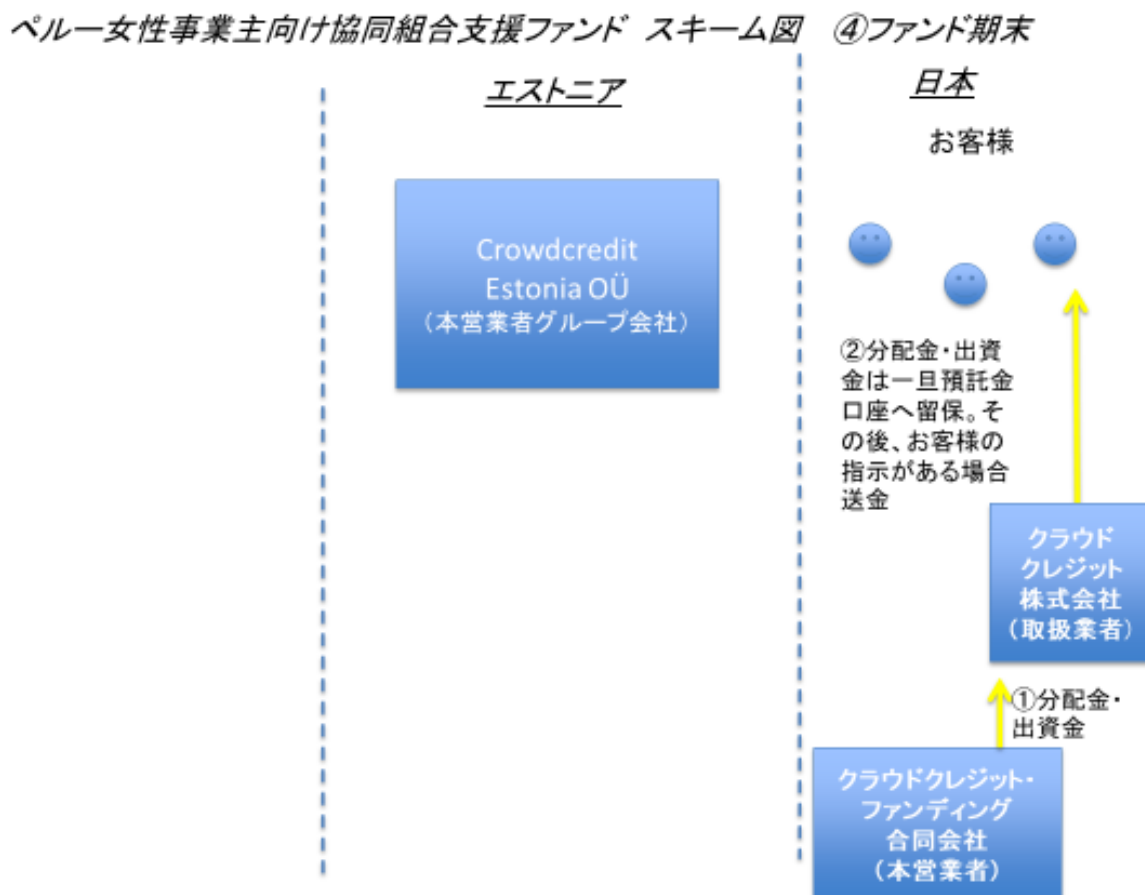 ペルー女性事業主向け協同組合支援ファンド スキーム図 ④ファンド期末
エストニア
日本
お客様
Crowdcredit
Estonia OÜ
(本営業者グループ会社)
②分配金・出資
金は一旦預託金
口座へ留保。そ
の後、お客様の
指示がある場合
送金
クラウド
クレジット
株式会社
(取扱業者)
①分配金・
出資金
クラウドクレジット・
ファンディング
合同会社
(本営業者)